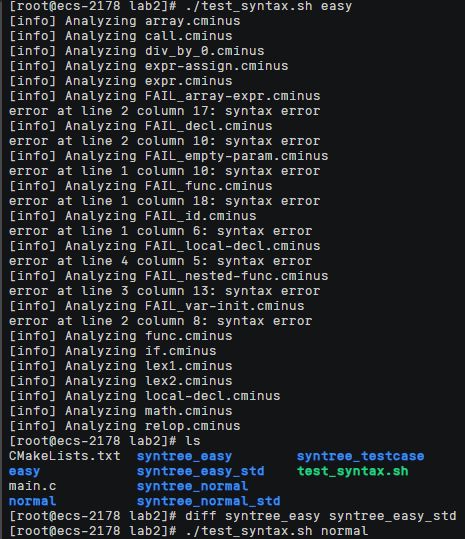 [root@ecs-2178 lab2]# ./test_syntax.sh easy
[info] Analyzing array.cminus
[info] Analyzing call.cminus
[info] Analyzing div_by_0.cminus
[info] Analyzing expr-assign.cminus
[info] Analyzing expr.cminus
[info] Analyzing FAIL_array-expr.cminus
error at line 2 column 17: syntax error
[info] Analyzing FAIL_decl.cminus
error at line 2 column 10: syntax error
[info] Analyzing FAIL_empty-param.cminus
error at line 1 column 10: syntax error
[info] Analyzing FAIL_func.cminus
error at line 1 column 18: syntax error
[info] Analyzing FAIL_id.cminus
error at line 1 column 6: syntax error
[info] Analyzing FAIL_local-decl.cminus
error at line 4 column 5: syntax error
[info] Analyzing FAIL_nested-func.cminus
error at line 3 column 13: syntax error
[info] Analyzing FAIL_var-init.cminus
error at line 2 column 8: syntax error
[info] Analyzing func.cminus
[info] Analyzing if.cminus
[info] Analyzing lex1.cminus
[info] Analyzing lex2.cminus
[info] Analyzing local-decl.cminus
[info] Analyzing math.cminus
[info] Analyzing relop.cminus
[root@ecs-2178 lab2]# ls
CMakeLists.txt  syntree_easy        syntree_testcase
easy            syntree_easy_std    test_syntax.sh
main.c          syntree_normal
normal          syntree_normal_std
[root@ecs-2178 lab2]# diff syntree_easy syntree_easy_std
[root@ecs-2178 lab2]# ./test_syntax.sh normal